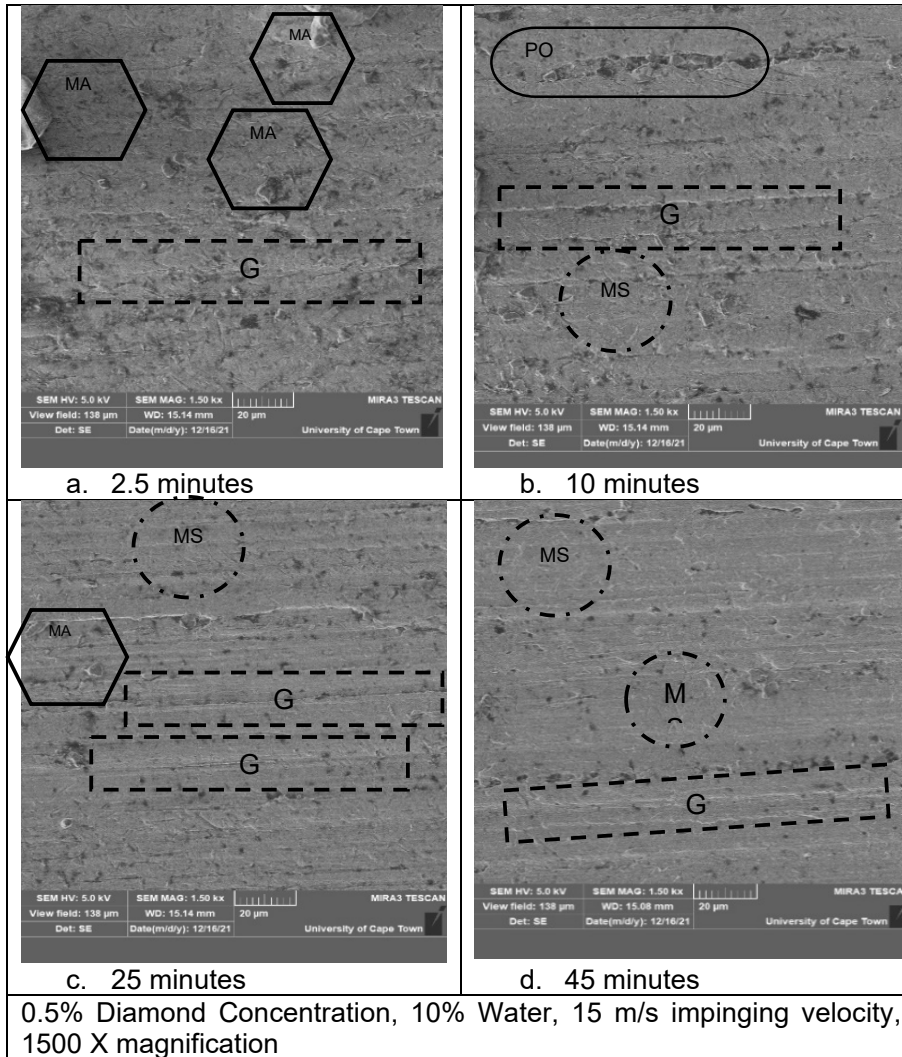 MA
MA
MA
G
SEM HV: 5.0 kV SEM MAG: 1.50 kx MIRA3 TESCAN
View field: 138 µm WD: 15.14 mm 20 µm
Det: SE Date(m/d/y): 12/16/21 University of Cape Town
a. 2.5 minutes
PO
G
MS
SEM HV: 5.0 kV SEM MAG: 1.50 kx MIRA3 TESCAN
View field: 138 µm WD: 15.14 mm 20 µm
Det: SE Date(m/d/y): 12/16/21 University of Cape Town
b. 10 minutes
MS
MA
G
G
SEM HV: 5.0 kV SEM MAG: 1.50 kx MIRA3 TESCAN
View field: 138 µm WD: 15.14 mm 20 µm
Det: SE Date(m/d/y): 12/16/21 University of Cape Town
c. 25 minutes
MS
M
G
SEM HV: 5.0 kV SEM MAG: 1.50 kx MIRA3 TESCAN
View field: 138 µm WD: 15.08 mm 20 µm
Det: SE Date(m/d/y): 12/16/21 University of Cape Town
d. 45 minutes
0.5% Diamond Concentration, 10% Water, 15 m/s impinging velocity,
1500 X magnification